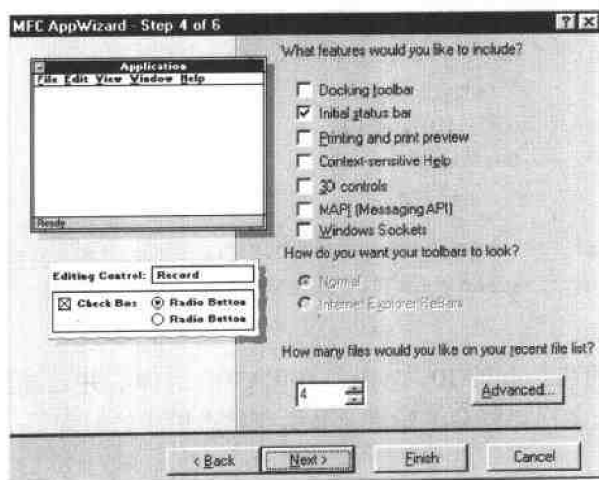 MFC AppWizard - Step 4 of 6
What features would you like to include?
Application
File Edit View Window Help
Ready
Docking toolbar
Initial status bar
Printing and print preview
Context-sensitive Help
3D controls
MAPI (Messaging API)
Windows Sockets
How do you want your toolbars to look?
Normal
Internet Explorer ReBars
Editing Control: Record
Check Box
Radio Button
Radio Button
How many files would you like on your recent file list?
4
Advanced...
< Back
Next >
Finish
Cancel